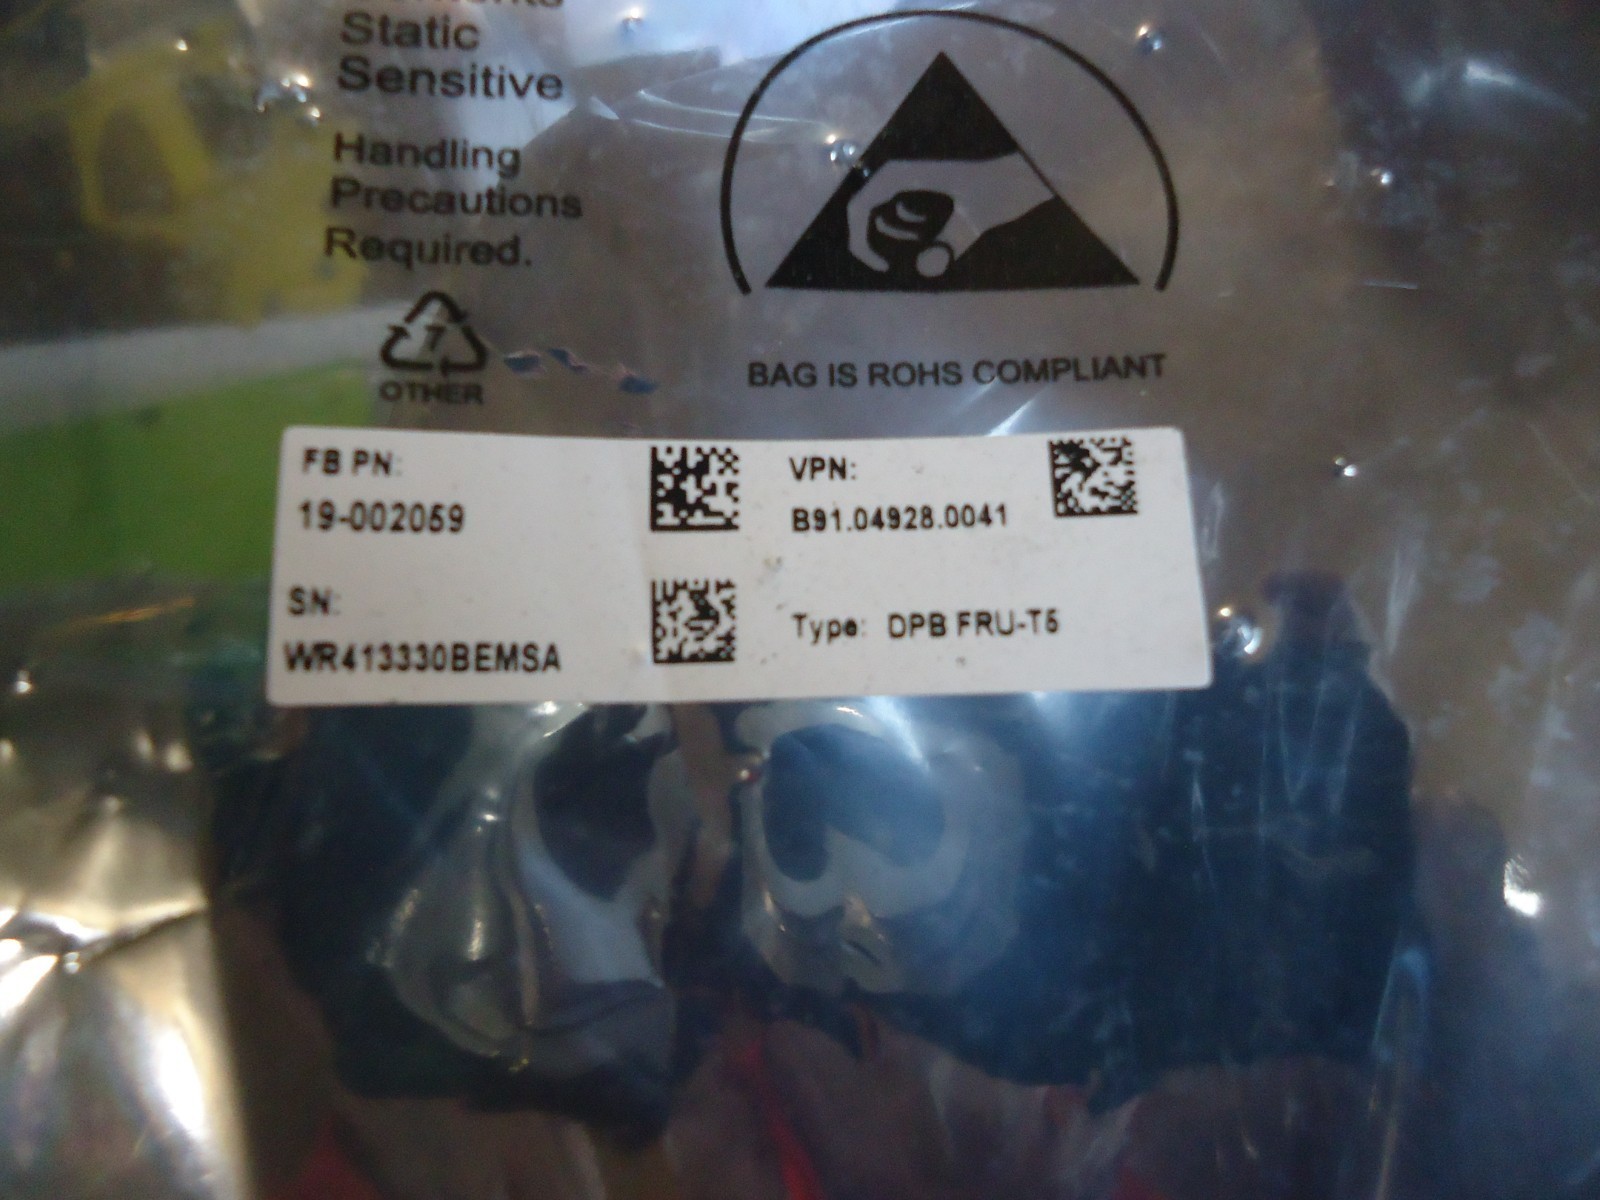 Static
Sensitive
Handling
Precautions
Required.
7
OTHER
BAG IS ROHS COMPLIANT
FB PN:
19-002059
VPN:
B91.04928.0041
SN:
WR413330BEMSA
Type: DPB FRU-T5